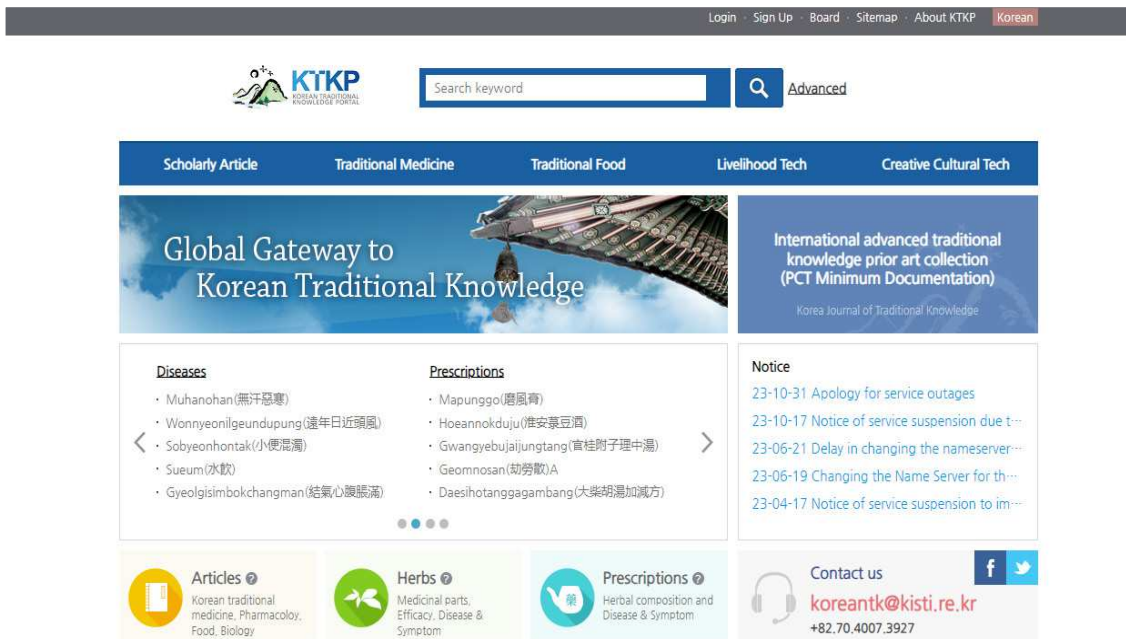 Login · Sign Up · Board · Sitemap · About KTKP Korean
KTKP
KOREAN TRADITIONAL
KNOWLEDGE PORTAL
Search keyword
Advanced
Scholarly Article Traditional Medicine Traditional Food Livelihood Tech Creative Cultural Tech
Global Gateway to
Korean Traditional Knowledge
International advanced traditional
knowledge prior art collection
(PCT Minimum Documentation)
Korea Journal of Traditional Knowledge
Diseases
· Muhanohan(無汗惡寒)
· Wonnyeonilgeundupung(遠年日近頭風)
· Sobyeonhontak(小便混濁)
· Sueum(水飮)
· Gyeolgisimbokchangman(結氣心腹脹滿)
Prescriptions
· Mapunggo(磨風膏)
· Hoeannokduju(淮安菉豆酒)
· Gwangyebujaijungtang(官桂附子理中湯)
· Geomnosan(劫勞散)A
· Daesihotanggagambang(大柴胡湯加減方)
Notice
23-10-31 Apology for service outages
23-10-17 Notice of service suspension due t···
23-06-21 Delay in changing the nameserver···
23-06-19 Changing the Name Server for th···
23-04-17 Notice of service suspension to im···
Articles ?
Korean traditional
medicine, Pharmacoloy,
Food, Biology
Herbs ?
Medicinal parts,
Efficacy, Disease &
Symptom
藥
Prescriptions ?
Herbal composition and
Disease & Symptom
Contact us
f
koreantk@kisti.re.kr
+82.70.4007.3927